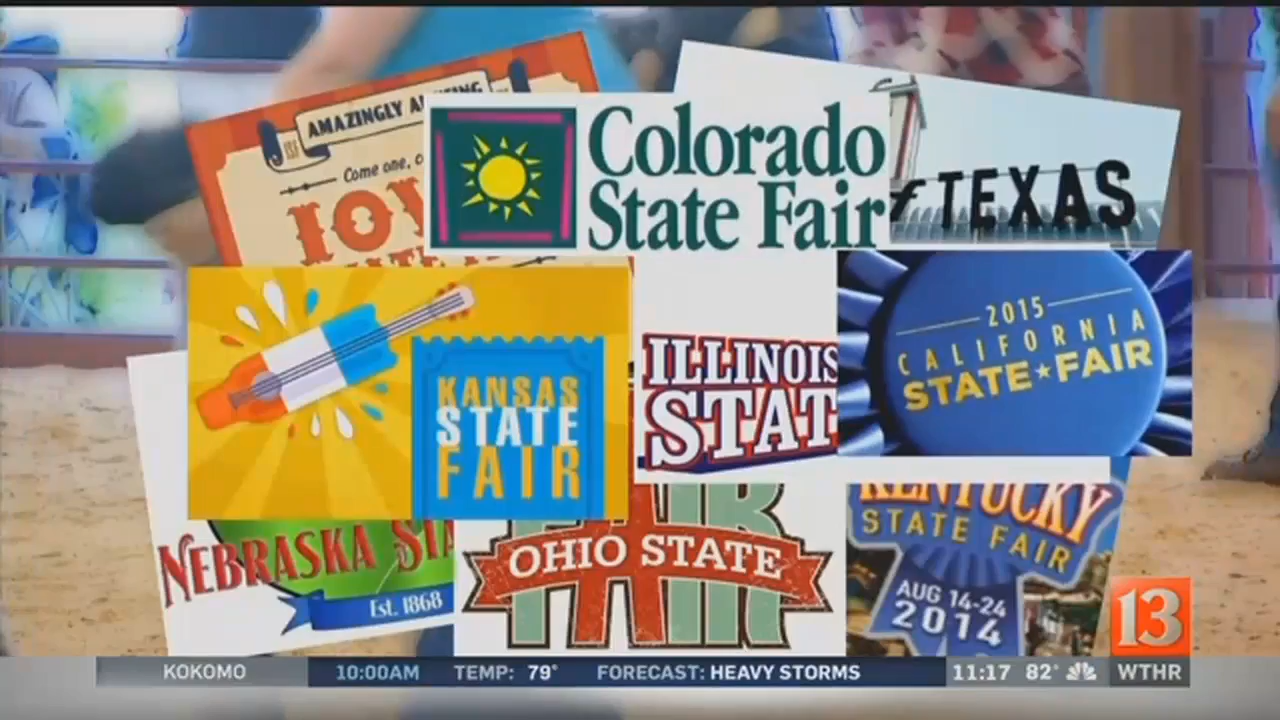 AMAZINGLY
Come one,
Colorado
State Fair
f TEXAS
KANSAS
STATE
FAIR
ILLINOIS
STAT
2015
CALIFORNIA
STATE★FAIR
NEBRASKA STA
Est. 1868
FAIR
OHIO STATE
KENTUCKY
STATE FAIR
AUG 14-24
2014
13
KOKOMO 10:00AM TEMP: 79° FORECAST: HEAVY STORMS 11:17 82° WTHR